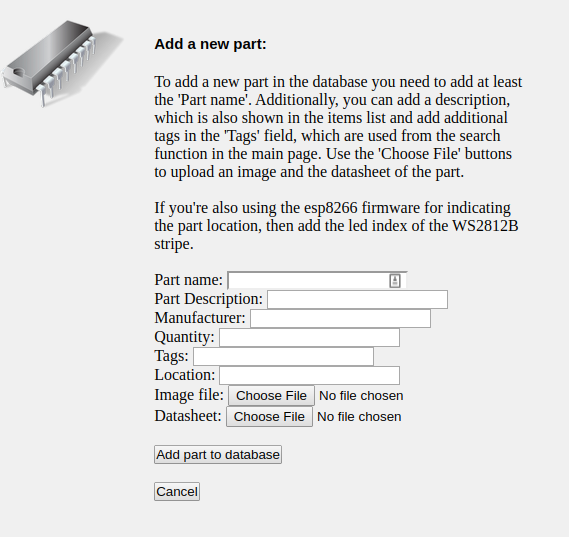 Add a new part:
To add a new part in the database you need to add at least
the 'Part name'. Additionally, you can add a description,
which is also shown in the items list and add additional
tags in the 'Tags' field, which are used from the search
function in the main page. Use the 'Choose File' buttons
to upload an image and the datasheet of the part.
If you're also using the esp8266 firmware for indicating
the part location, then add the led index of the WS2812B
stripe.
Part name:
Part Description:
Manufacturer:
Quantity:
Tags:
Location:
Image file: Choose File No file chosen
Datasheet: Choose File No file chosen
Add part to database
Cancel